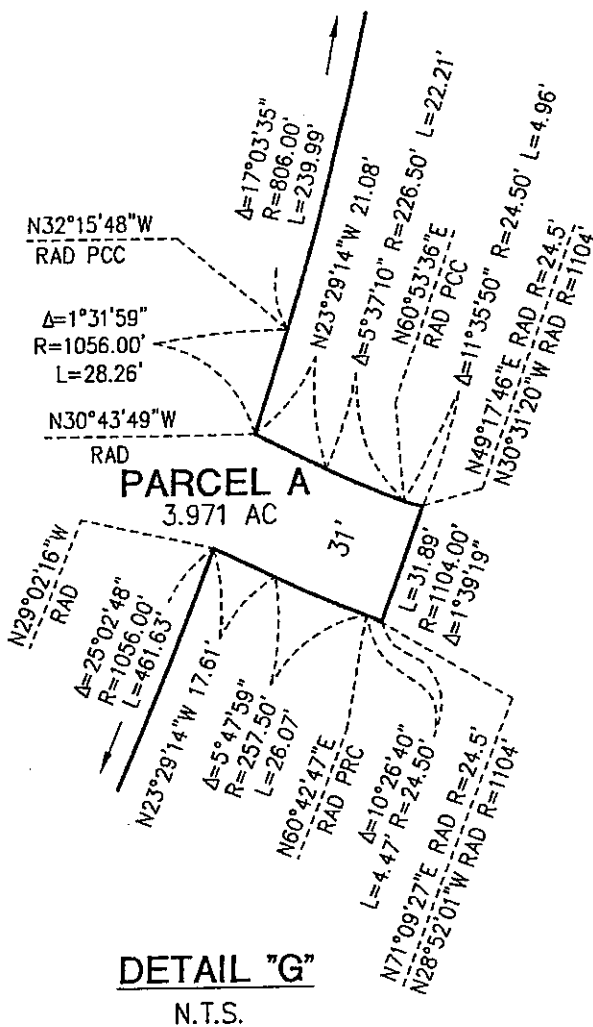 Δ=17°03'35"
R=806.00'
L=239.99'
N32°15'48"W
RAD PCC
Δ=1°31'59"
R=1056.00'
L=28.26'
N30°43'49"W
RAD
N23°29'14"W 21.08'
Δ=5°37'10" R=226.50' L=22.21'
N60°53'36"E
RAD PCC
Δ=11°35'50" R=24.50' L=4.96'
N49°17'46"E RAD R=24.5'
N30°31'20"W RAD R=1104'
PARCEL A
3.971 AC
31'
L=31.89'
R=1104.00'
Δ=1°39'19"
N29°02'16"W
RAD
Δ=25°02'48"
R=1056.00'
L=461.63'
N23°29'14"W 17.61'
Δ=5°47'59"
R=257.50'
L=26.07'
N60°42'47"E
RAD PRC
Δ=10°26'40"
L=4.47' R=24.50'
N71°09'27"E RAD R=24.5'
N28°52'01"W RAD R=1104'
DETAIL "G"
N.T.S.